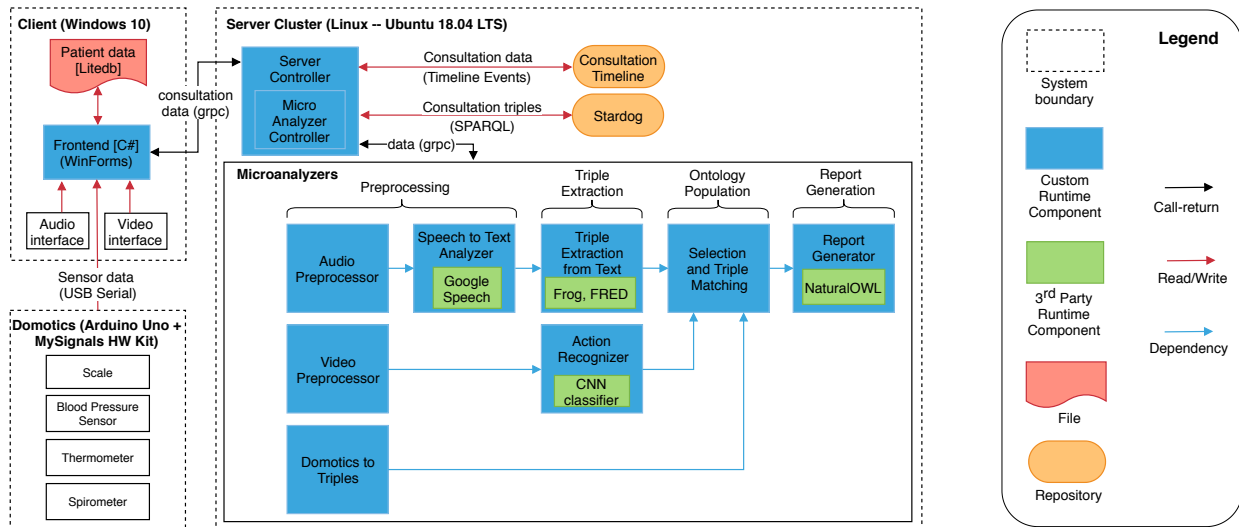 Client (Windows 10)
Patient data
[Litedb]
Frontend [C#]
(WinForms)
Audio
interface
Video
interface
consultation
data (grpc)
Sensor data
(USB Serial)
Domotics (Arduino Uno +
MySignals HW Kit)
Scale
Blood Pressure
Sensor
Thermometer
Spirometer
Server Cluster (Linux -- Ubuntu 18.04 LTS)
Server
Controller
Micro
Analyzer
Controller
Consultation data
(Timeline Events)
Consultation
Timeline
Consultation triples
(SPARQL)
Stardog
data (grpc)
Microanalyzers
Preprocessing
Triple
Extraction
Ontology
Population
Report
Generation
Audio
Preprocessor
Speech to Text
Analyzer
Google
Speech
Triple
Extraction
from Text
Frog, FRED
Selection
and Triple
Matching
Report
Generator
NaturalOWL
Video
Preprocessor
Action
Recognizer
CNN
classifier
Domotics to
Triples
Legend
System
boundary
Custom
Runtime
Component
3rd Party
Runtime
Component
File
Repository
Call-return
Read/Write
Dependency